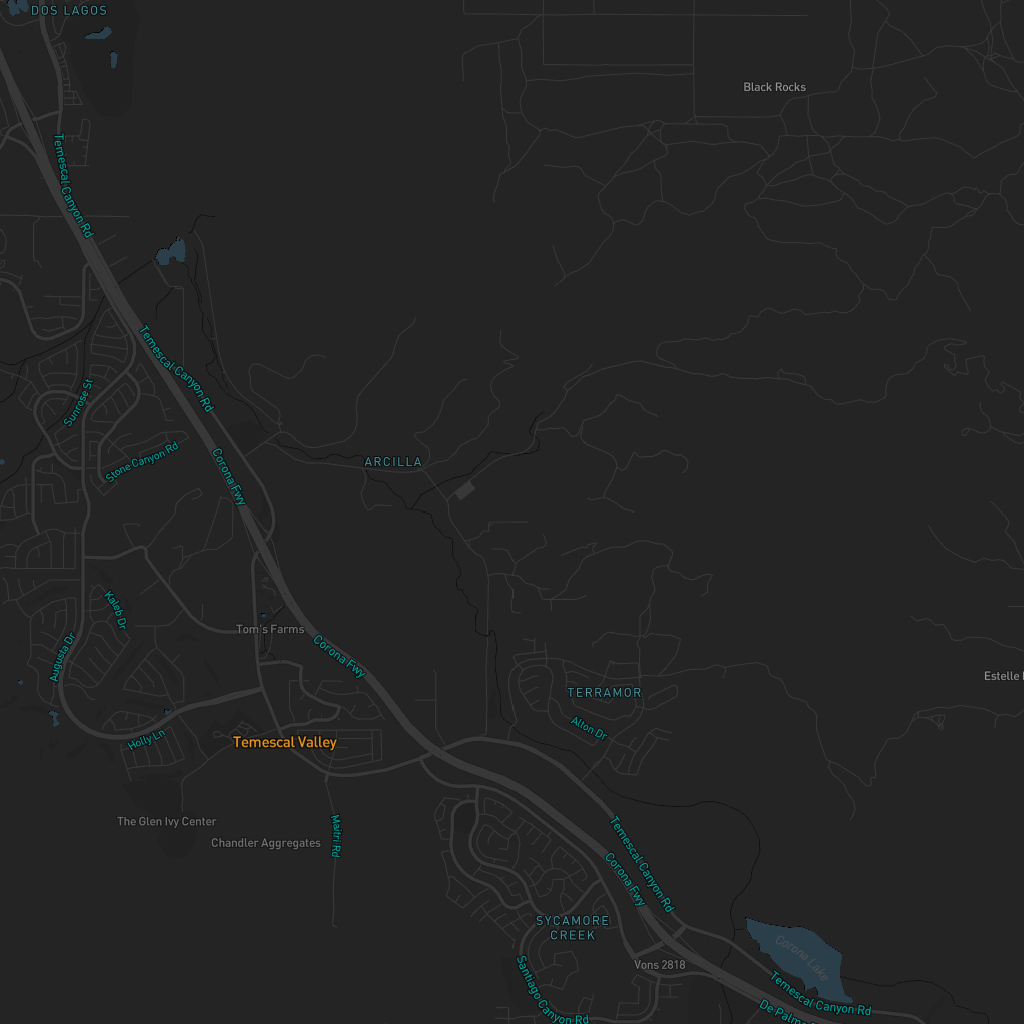 DOS LAGOS
Black Rocks
Temescal Canyon Rd
Temescal Canyon Rd
Sunrose St
Stone Canyon Rd
Corona Fwy
ARCILLA
Kaleb Dr
Tom's Farms
Augusta Dr
Corona Fwy
Estelle
TERRAMOR
Alton Dr
Holly Ln
Temescal Valley
The Glen Ivy Center
Maitri Rd
Chandler Aggregates
Temescal Canyon Rd
Corona Fwy
SYCAMORE
CREEK
Corona Lake
Vons 2818
Santiago Canyon Rd
Temescal Canyon Rd
De Palma